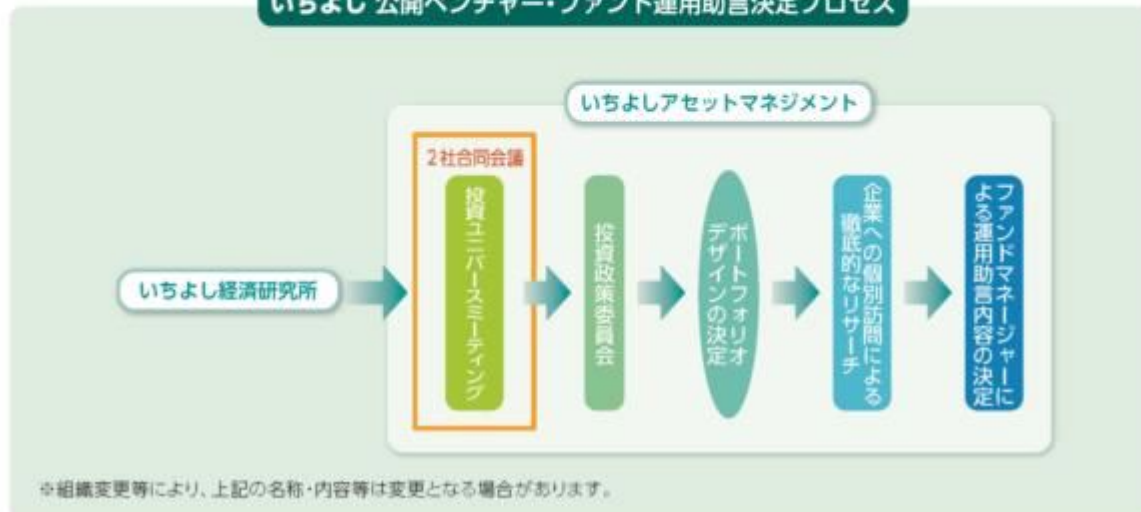 いちよし 公開ベンチャー・ファンド運用助言決定プロセス
いちよしアセットマネジメント
2社合同会議
いちよし経済研究所
投資ユニバースミーティング
投資政策委員会
ポートフォリオ
デザインの決定
企業への個別訪問による
徹底的なリサーチ
ファンドマネージャーに
よる運用助言内容の決定
※組織変更等により、上記の名称・内容等は変更となる場合があります。